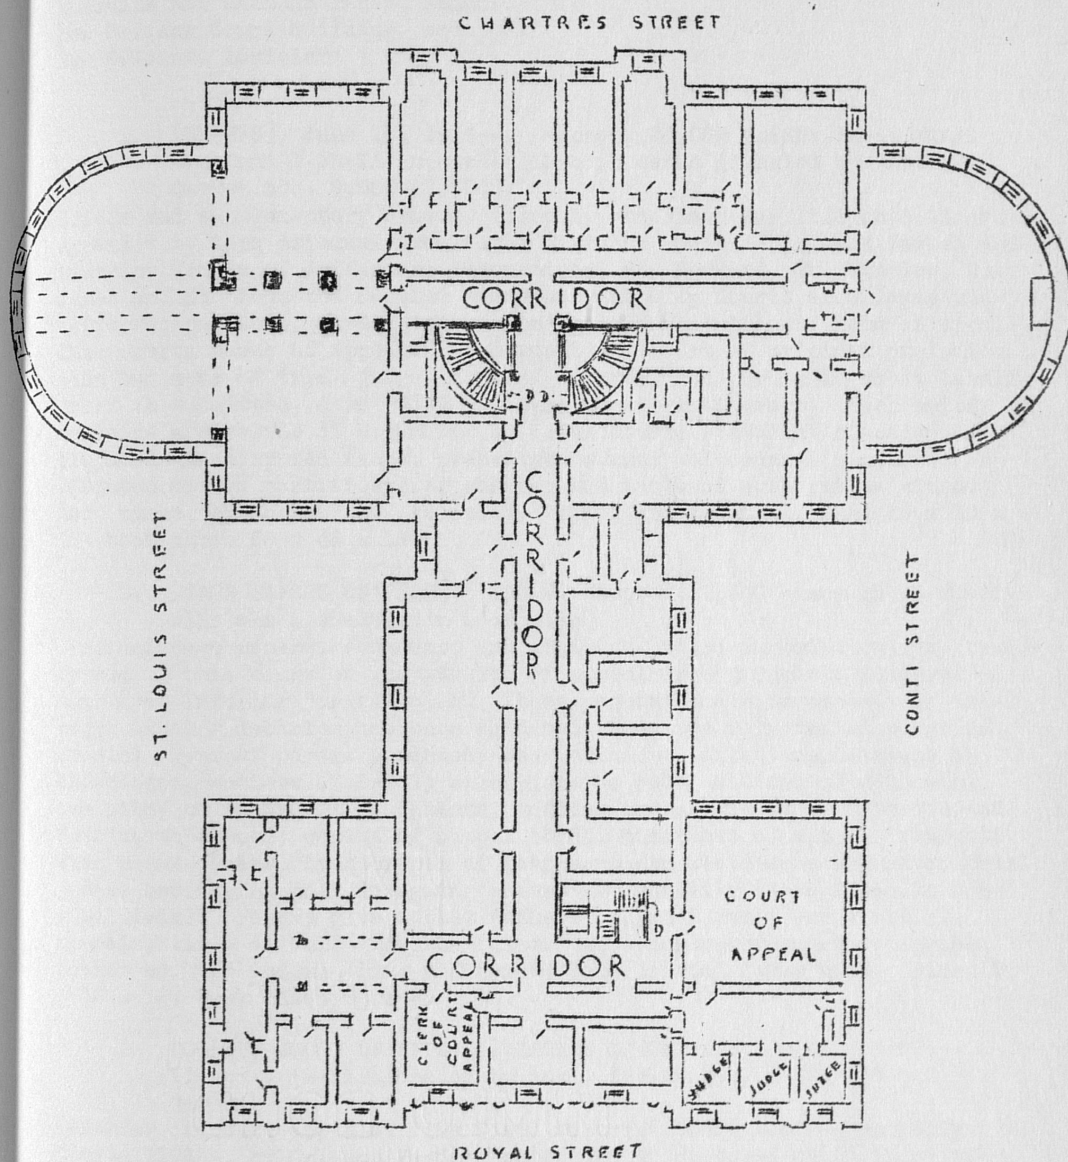 CHARTRES STREET
CORRIDOR
D D
CORRIDOR
ST. LOUIS STREET
CONTI STREET
COURT
OF
APPEAL
D
CORRIDOR
CLERK
OF
COURT
APPEAL
JUDGE
JUDGE
JUDGE
ROYAL STREET